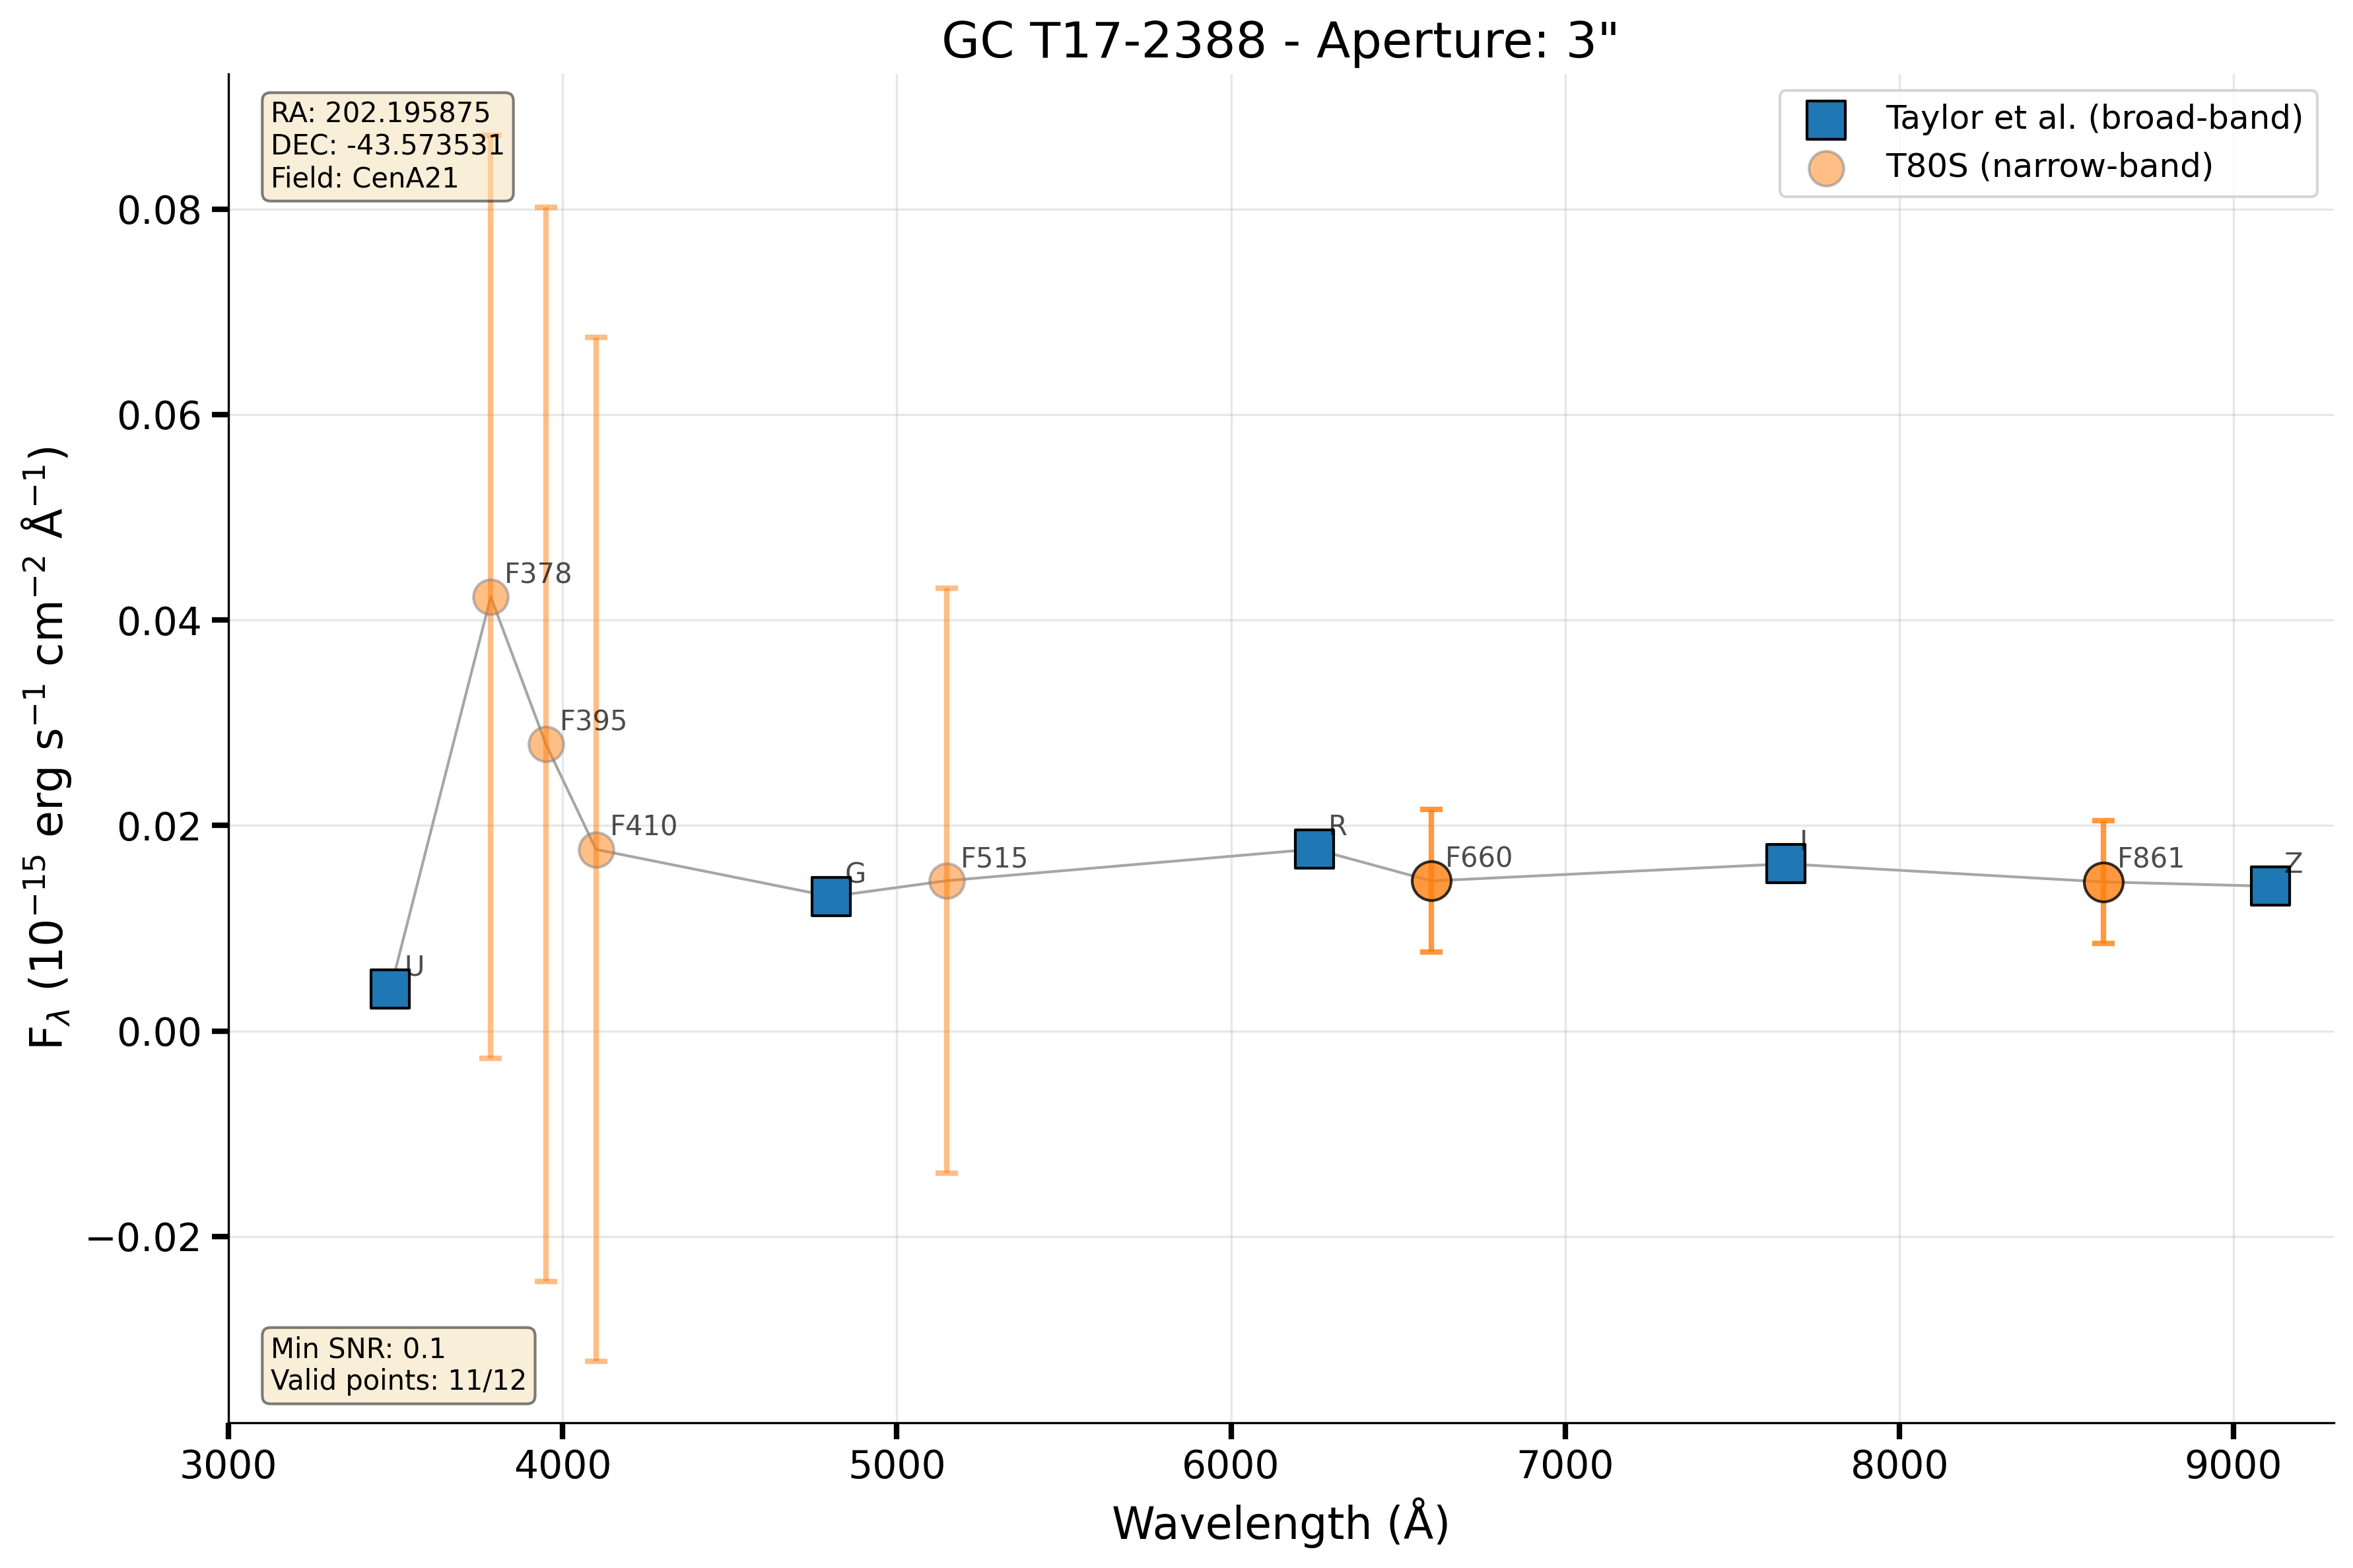 GC T17-2388 - Aperture: 3"
RA: 202.195875
DEC: -43.573531
Field: CenA21
Taylor et al. (broad-band)
T80S (narrow-band)
0.08
0.06
0.04
0.02
0.00
−0.02
F_λ (10⁻¹⁵ erg s⁻¹ cm⁻² Å⁻¹)
F378
F395
F410
F515
F660
F861
U
G
R
I
Z
Min SNR: 0.1
Valid points: 11/12
3000
4000
5000
6000
7000
8000
9000
Wavelength (Å)